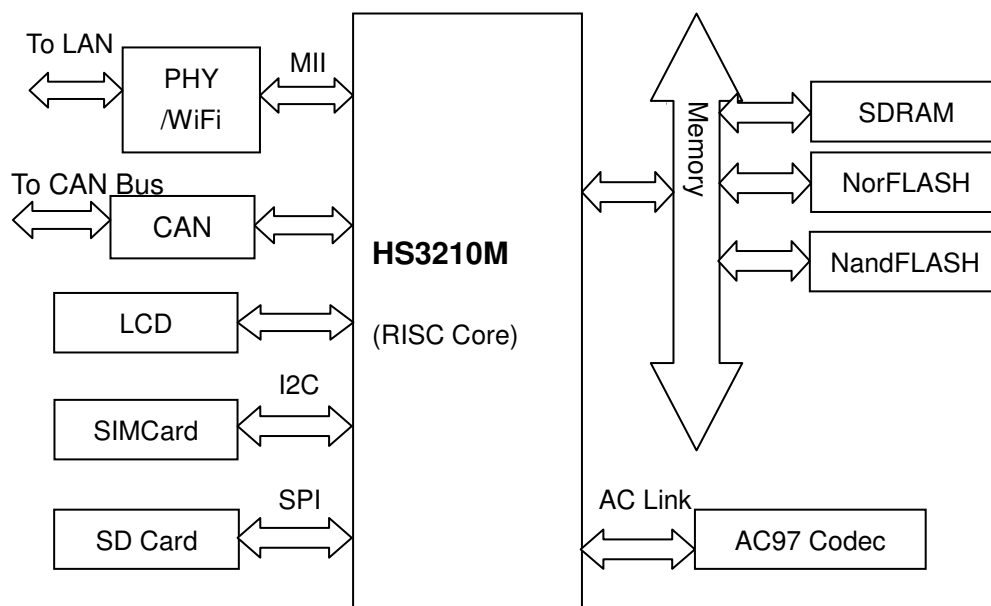 To LAN
PHY
/WiFi
MII
To CAN Bus
CAN
LCD
I2C
SIMCard
SPI
SD Card
HS3210M
(RISC Core)
Memory
SDRAM
NorFLASH
NandFLASH
AC Link
AC97 Codec